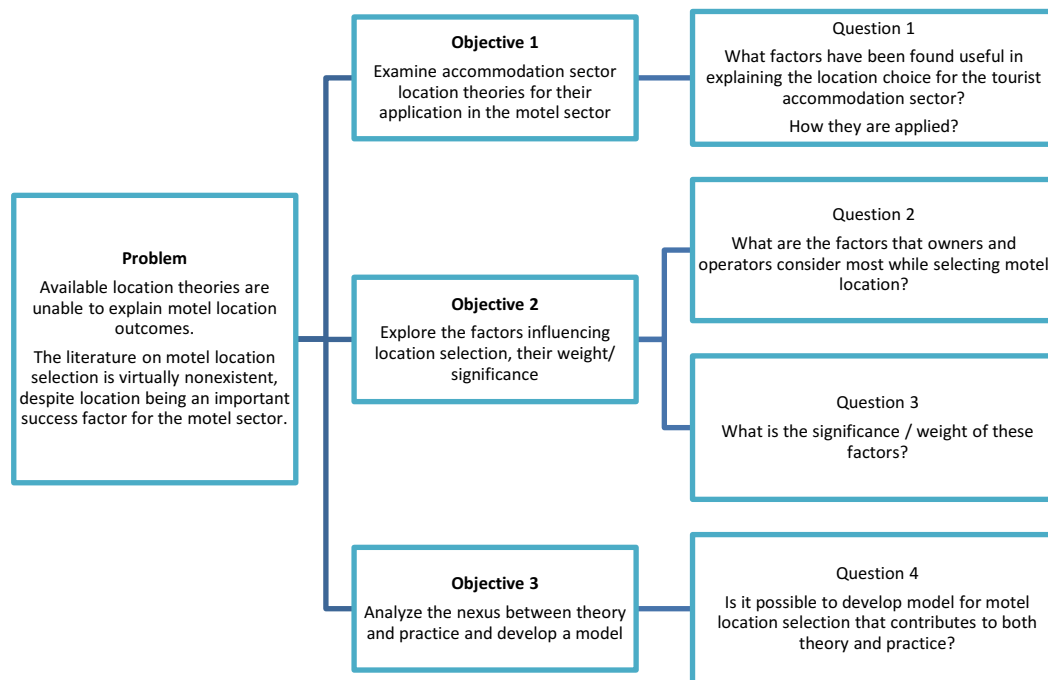 Problem
Available location theories are
unable to explain motel location
outcomes.
The literature on motel location
selection is virtually nonexistent,
despite location being an important
success factor for the motel sector.
Objective 1
Examine accommodation sector
location theories for their
application in the motel sector
Question 1
What factors have been found useful in
explaining the location choice for the tourist
accommodation sector?
How they are applied?
Objective 2
Explore the factors influencing
location selection, their weight/
significance
Question 2
What are the factors that owners and
operators consider most while selecting motel
location?
Question 3
What is the significance / weight of these
factors?
Objective 3
Analyze the nexus between theory
and practice and develop a model
Question 4
Is it possible to develop model for motel
location selection that contributes to both
theory and practice?